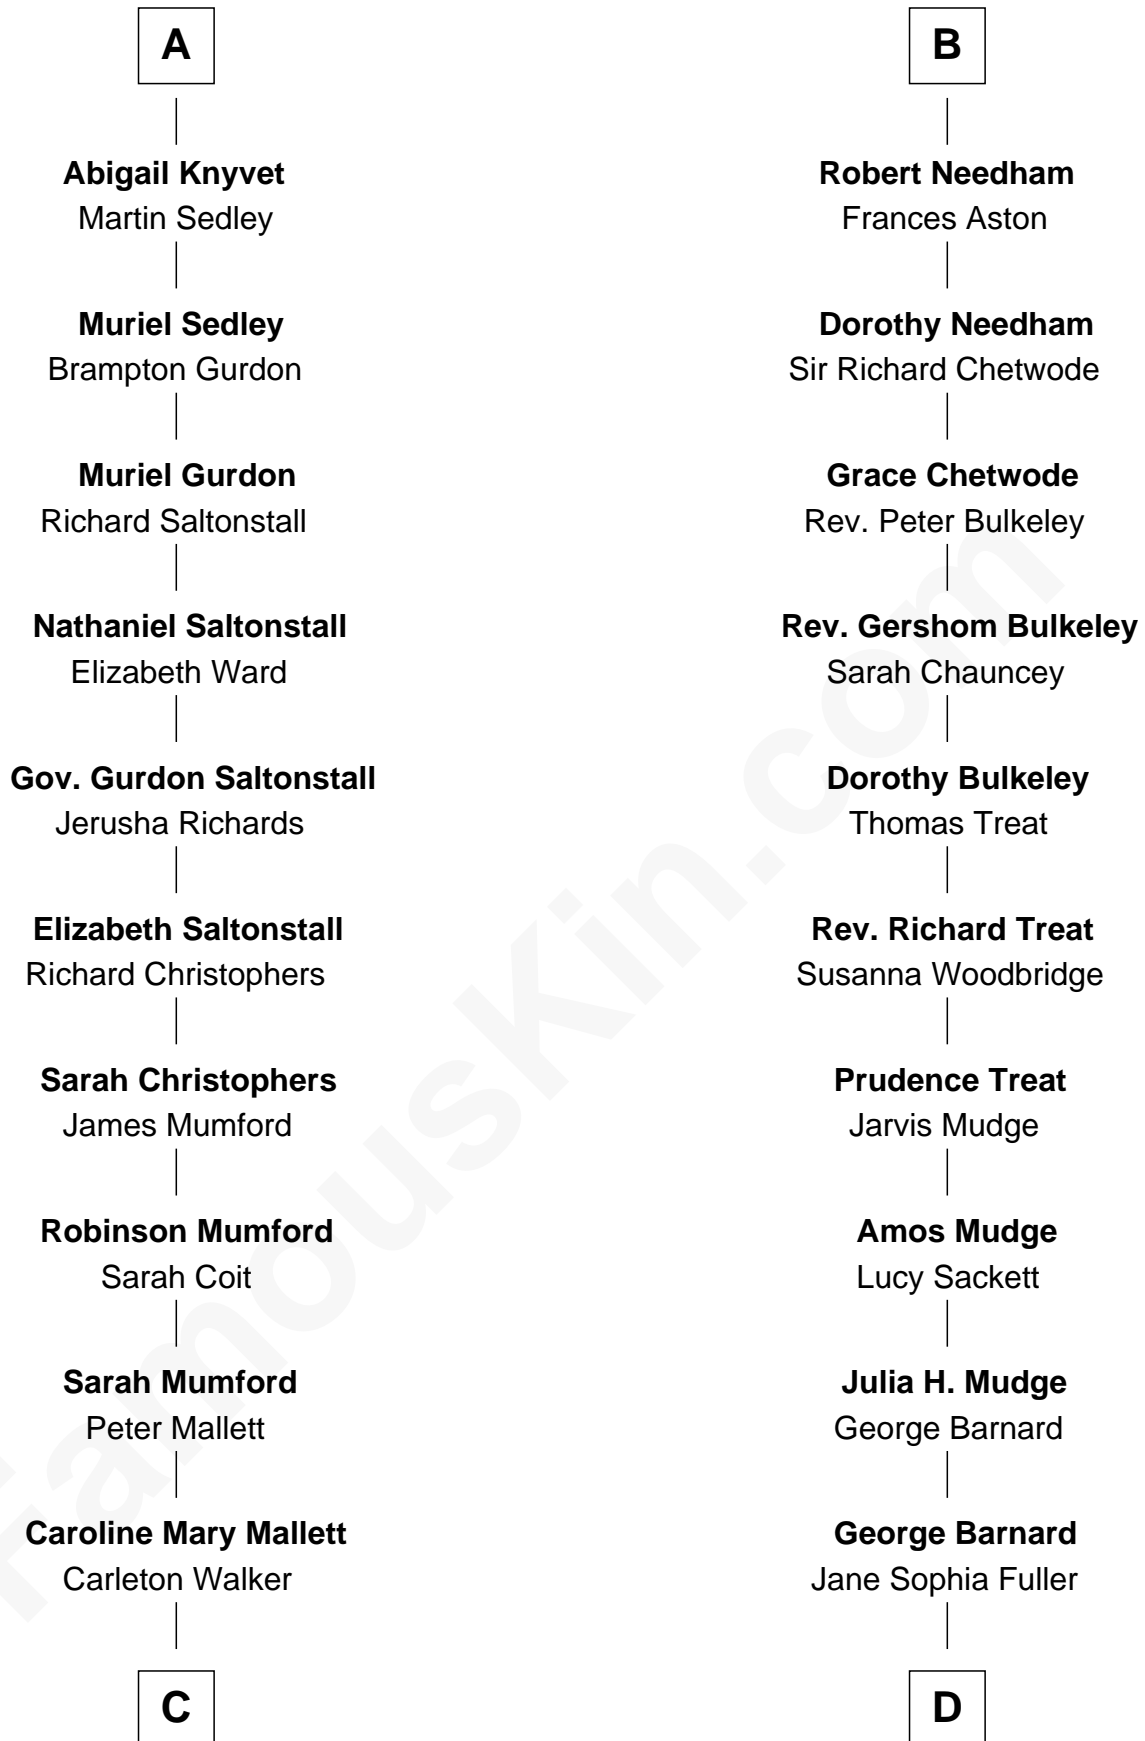 A
Abigail Knyvet
Martin Sedley
Muriel Sedley
Brampton Gurdon
Muriel Gurdon
Richard Saltonstall
Nathaniel Saltonstall
Elizabeth Ward
Gov. Gurdon Saltonstall
Jerusha Richards
Elizabeth Saltonstall
Richard Christophers
Sarah Christophers
James Mumford
Robinson Mumford
Sarah Coit
Sarah Mumford
Peter Mallett
Caroline Mary Mallett
Carleton Walker
C
B
Robert Needham
Frances Aston
Dorothy Needham
Sir Richard Chetwode
Grace Chetwode
Rev. Peter Bulkeley
Rev. Gershom Bulkeley
Sarah Chauncey
Dorothy Bulkeley
Thomas Treat
Rev. Richard Treat
Susanna Woodbridge
Prudence Treat
Jarvis Mudge
Amos Mudge
Lucy Sackett
Julia H. Mudge
George Barnard
George Barnard
Jane Sophia Fuller
D
FamousKin.com